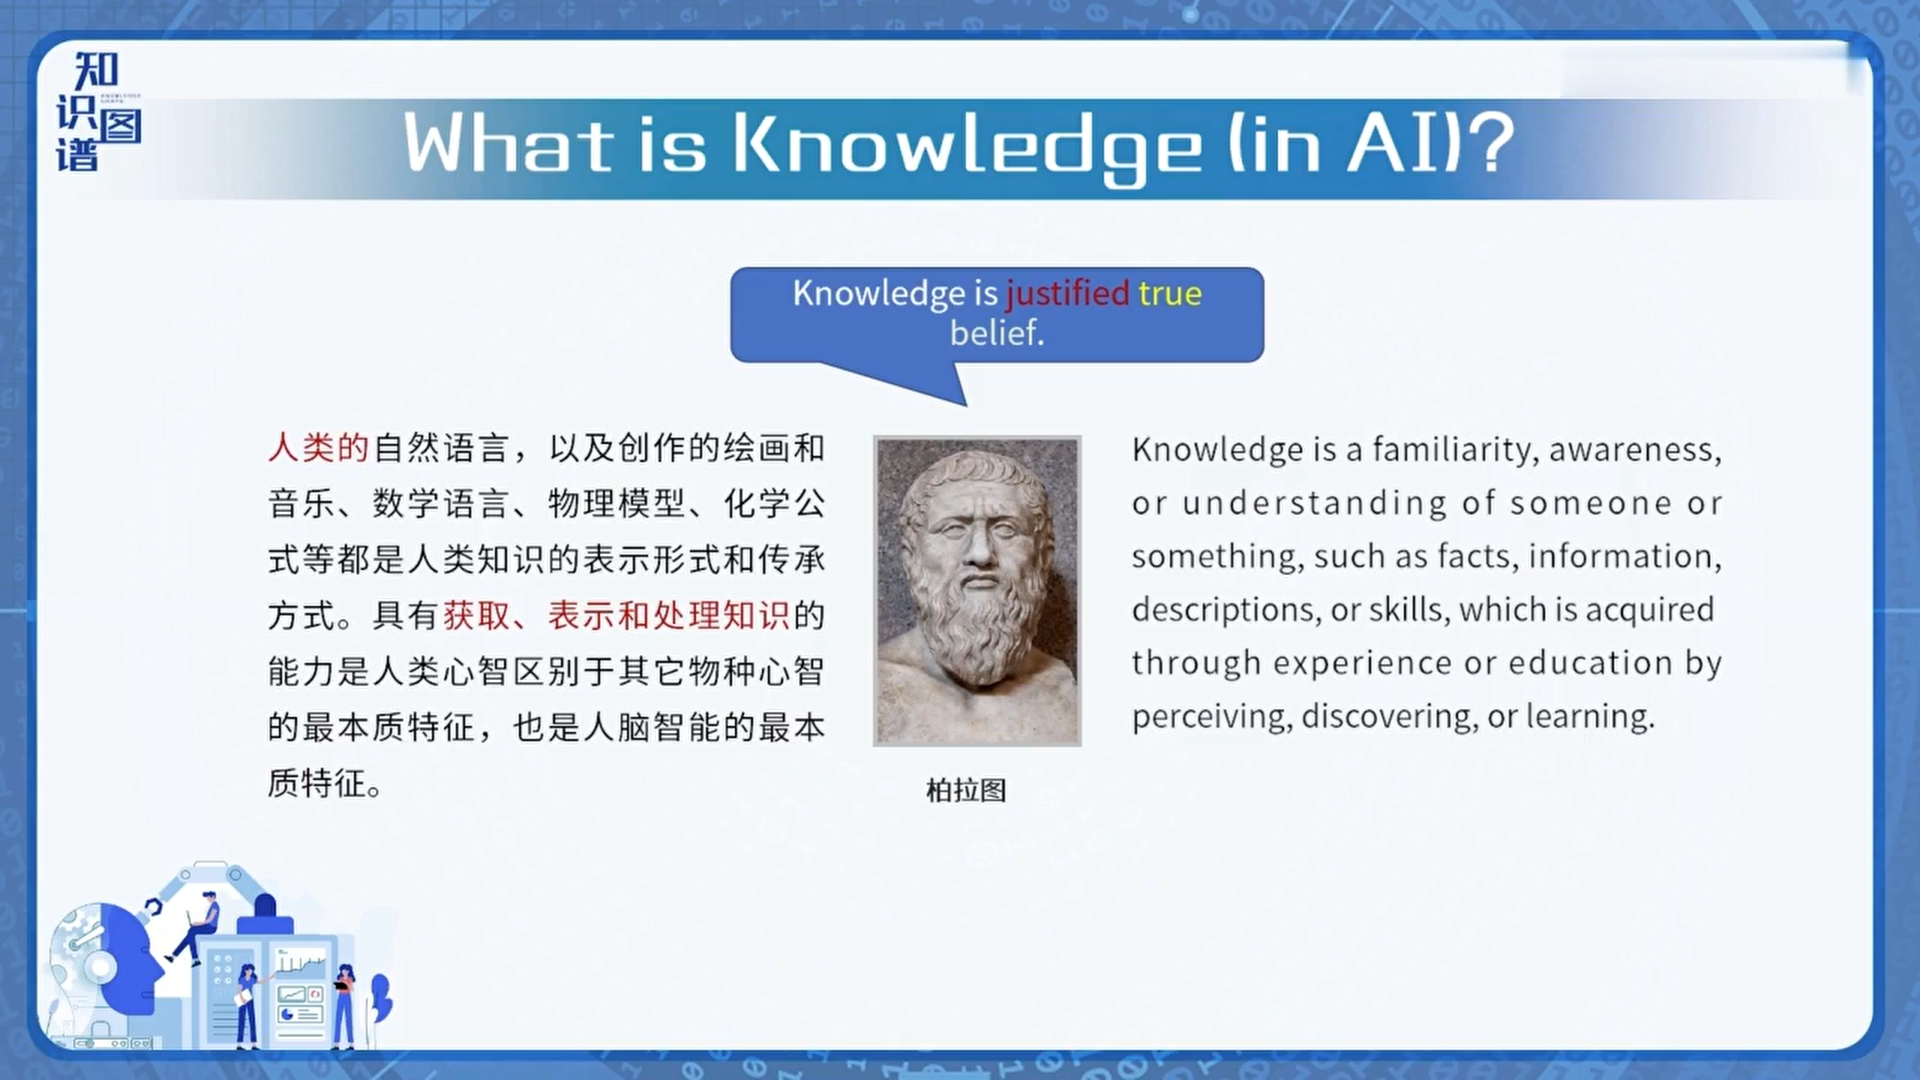 知
识图
谱
What is Knowledge (in AI)?
Knowledge is justified true
belief.
人类的自然语言，以及创作的绘画和
音乐、数学语言、物理模型、化学公
式等都是人类知识的表示形式和传承
方式。具有获取、表示和处理知识的
能力是人类心智区别于其它物种心智
的最本质特征，也是人脑智能的最本
质特征。
柏拉图
Knowledge is a familiarity, awareness,
or understanding of someone or
something, such as facts, information,
descriptions, or skills, which is acquired
through experience or education by
perceiving, discovering, or learning.